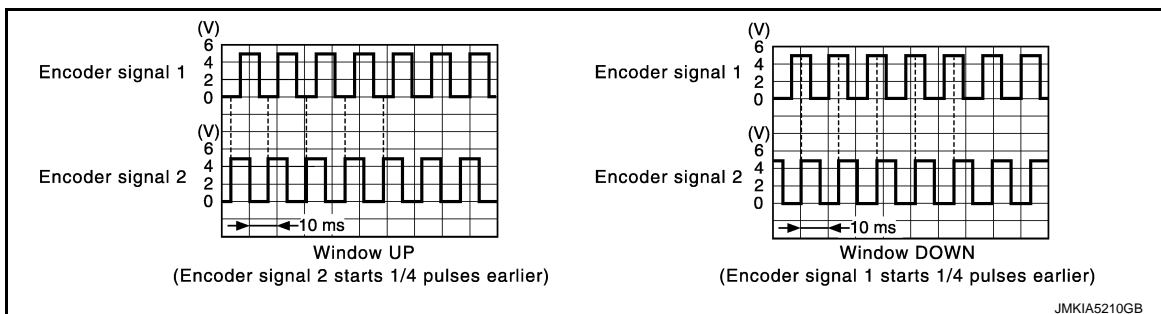 (V)
6
4
2
0
Encoder signal 1
(V)
6
4
2
0
Encoder signal 2
10 ms
Window UP
(Encoder signal 2 starts 1/4 pulses earlier)
(V)
6
4
2
0
Encoder signal 1
(V)
6
4
2
0
Encoder signal 2
10 ms
Window DOWN
(Encoder signal 1 starts 1/4 pulses earlier)
JMKIA5210GB